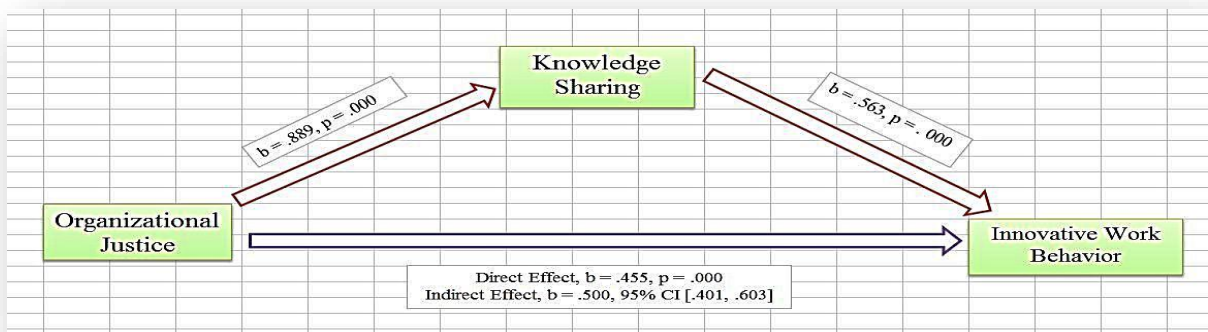 Knowledge
Sharing
b = .889, p = .000
b = .563, p = . 000
Organizational
Justice
Innovative Work
Behavior
Direct Effect, b = .455, p = .000
Indirect Effect, b = .500, 95% CI [.401, .603]